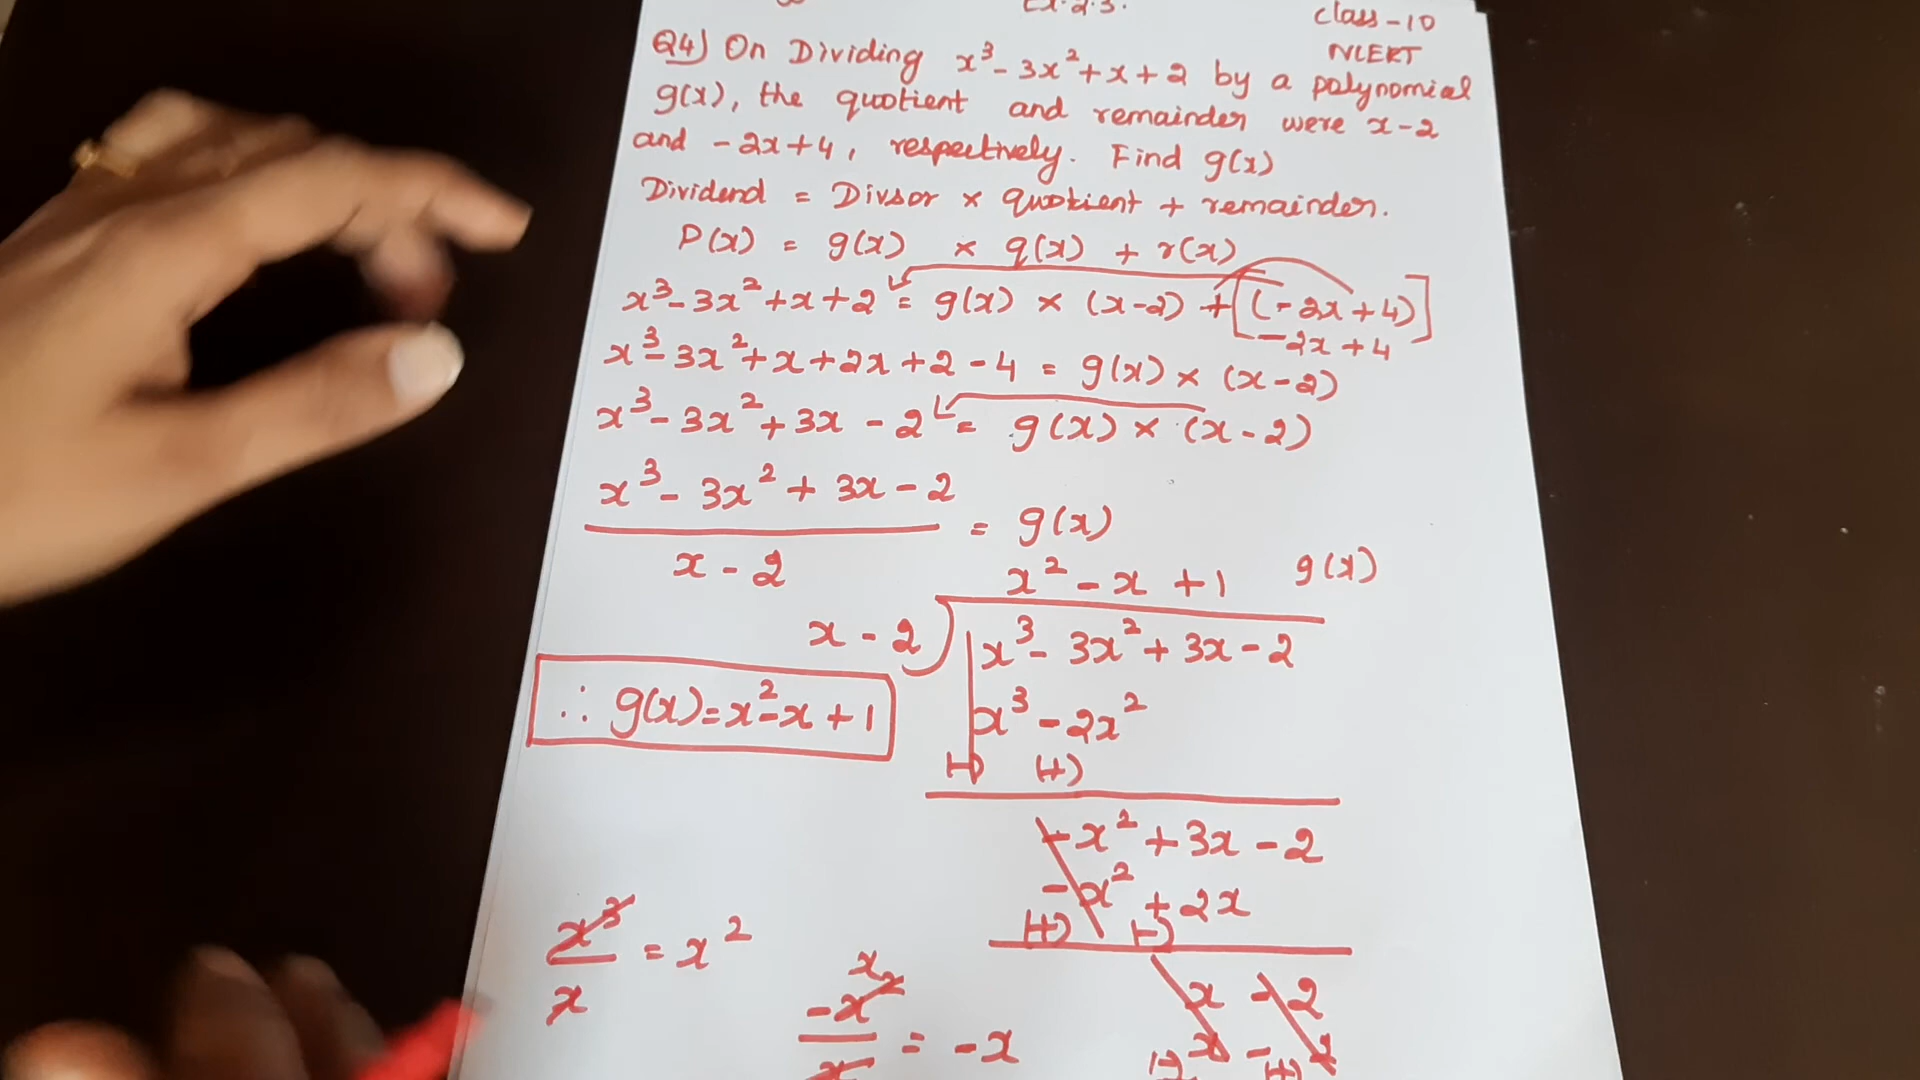 Ex. 2.3.
Class-10
NCERT
Q4) On Dividing x³- 3x²+x+2 by a polynomial
g(x), the quotient and remainder were x-2
and -2x+4, respectively. Find g(x)
Dividend = Divsor × quotient + remainder.
P(x) = g(x) × q(x) + r(x)
x³-3x²+x+2 = g(x) × (x-2) + [(-2x+4)]
-2x+4
x³-3x²+x+2x+2-4 = g(x) × (x-2)
x³-3x²+3x-2 = g(x) × (x-2)
x³-3x²+3x-2
= g(x)
x-2
x²-x+1 g(x)
x-2 x³-3x²+3x-2
∴ g(x)=x²-x+1
x³-2x²
(-) (+)
-x²+3x-2
-x²+2x
(+) (-)
x³/x = x²
-x²/x = -x
x
x-2
x-2
(-) (+)